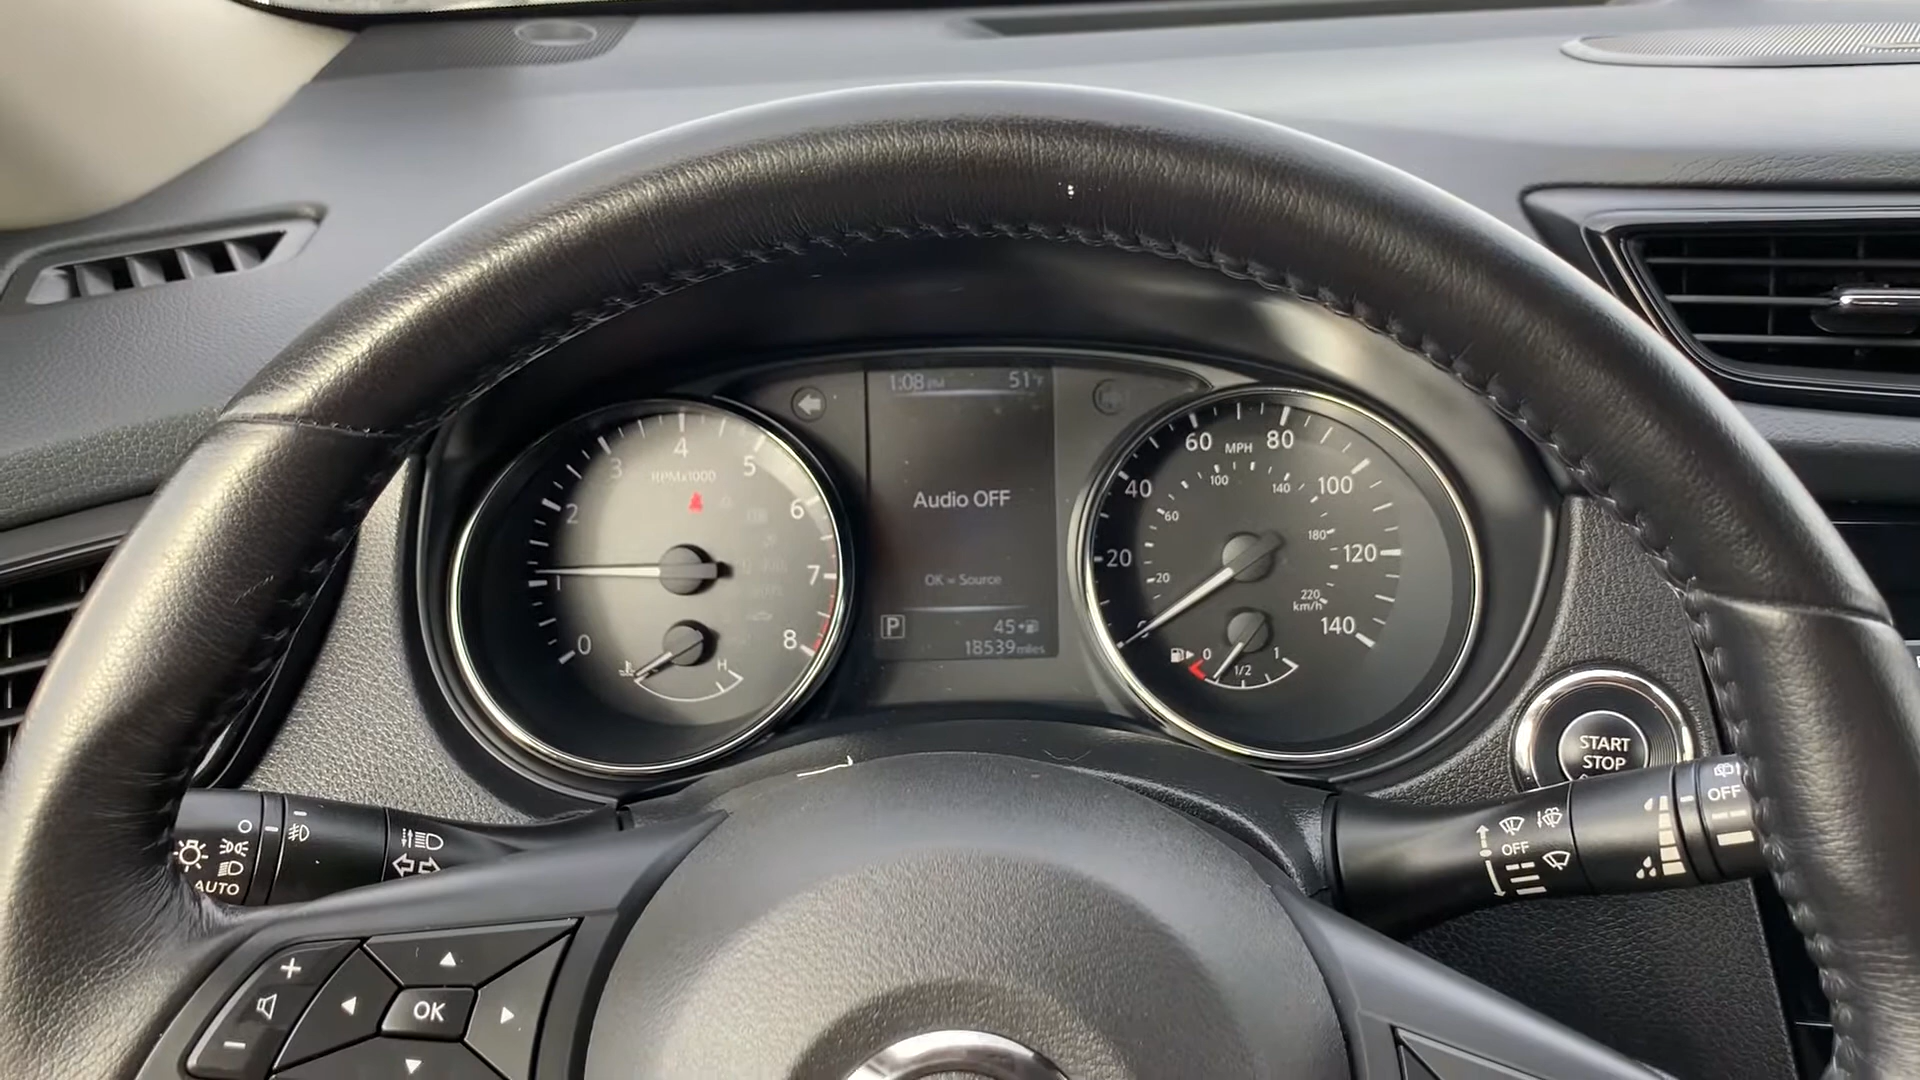 1:08 PM 51°F
Audio OFF
OK = Source
P
45
18539 miles
RPMx1000
0
1
2
3
4
5
6
7
8
H
MPH
0
20
40
60
80
100
120
140
20
60
100
140
180
220
km/h
0 1/2 1
START
STOP
AUTO
OFF
OFF
+
OK
−